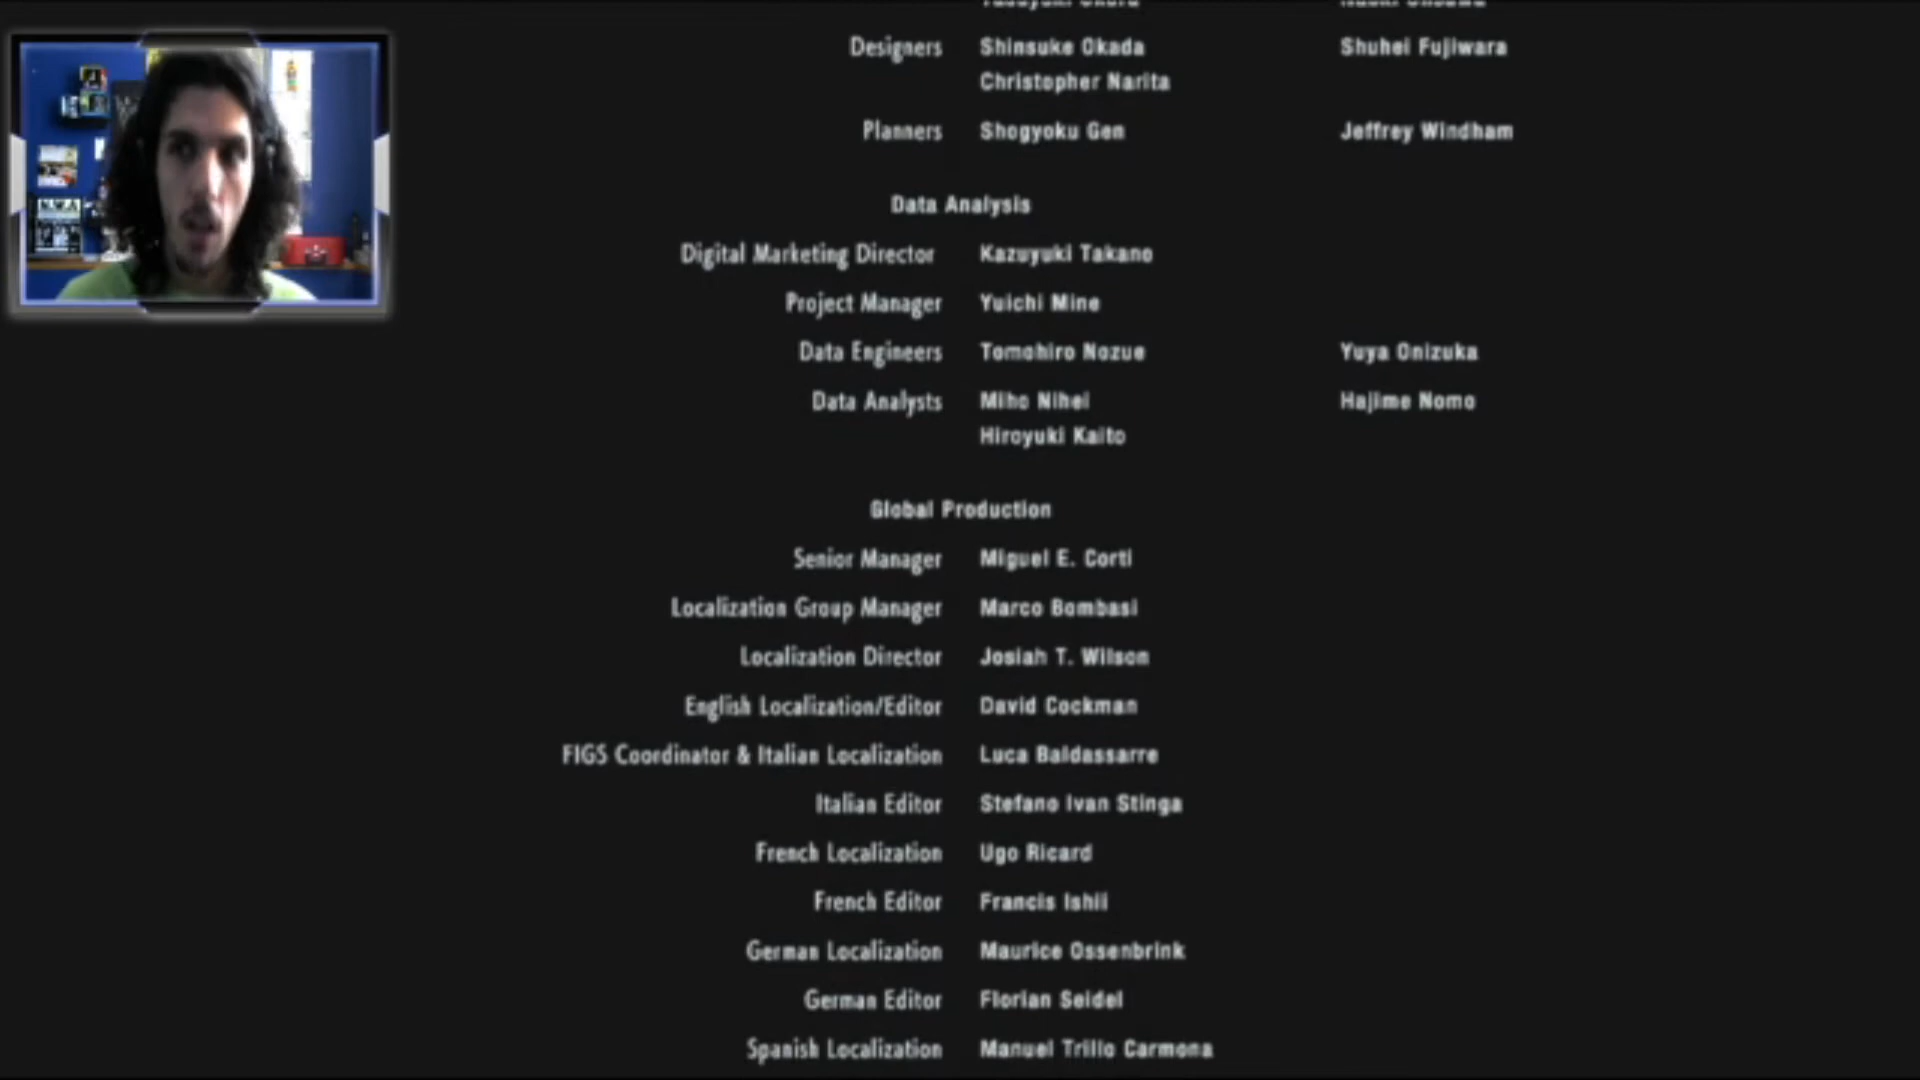 Designers Shinsuke Okada Shuhei Fujiwara
Christopher Narita
Planners Shogyoku Gen Jeffrey Windham
Data Analysis
Digital Marketing Director Kazuyuki Takano
Project Manager Yuichi Mine
Data Engineers Tomohiro Nozue Yuya Onizuka
Data Analysts Miho Nihei Hajime Nomo
Hiroyuki Kaito
Global Production
Senior Manager Miguel E. Corti
Localization Group Manager Marco Bombasi
Localization Director Josiah T. Wilson
English Localization/Editor David Cockman
FIGS Coordinator & Italian Localization Luca Baldassarre
Italian Editor Stefano Ivan Stinga
French Localization Ugo Ricard
French Editor Francis Ishii
German Localization Maurice Ossenbrink
German Editor Florian Seidel
Spanish Localization Manuel Trillo Carmona